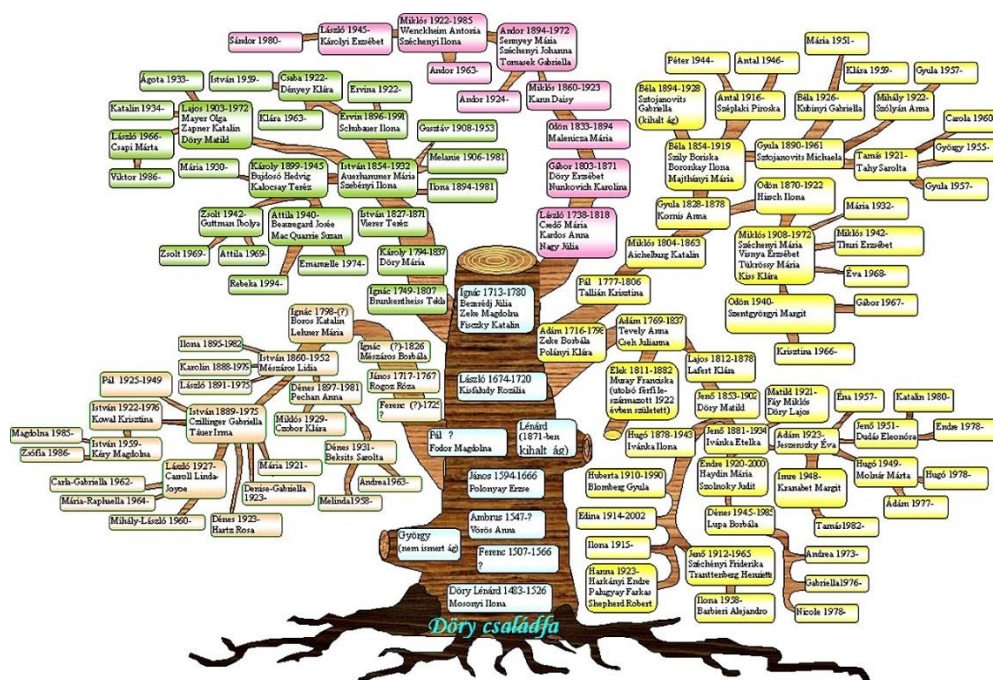 Sándor 1980-
László 1945-
Károlyi Erzsébet
Miklós 1922-1985
Wenckheim Antonia
Széchenyi Ilona
Andor 1894-1972
Sennyey Mária
Széchenyi Johanna
Tomasek Gabriella
Andor 1963-
Andor 1924-
Miklós 1860-1923
Kann Daisy
Ödön 1833-1894
Malenicza Mária
Gábor 1803-1871
Döry Erzsébet
Nunkovich Karolina
László 1738-1818
Csedő Mária
Kardos Anna
Nagy Júlia
Ágota 1933-
István 1959-
Csaba 1922-
Dényey Klára
Ervina 1922-
Katalin 1934-
Lajos 1903-1972
Mayer Olga
Zapner Katalin
Döry Matild
Klára 1963-
Ervin 1896-1991
Schubauer Ilona
Gusztáv 1908-1953
László 1966-
Csapi Márta
Viktor 1986-
Mária 1930-
Károly 1899-1945
Bujdosó Hedvig
Kalocsay Teréz
István 1854-1932
Auerhammer Mária
Szebényi Ilona
Melanie 1906-1981
Ilona 1894-1981
Zsolt 1942-
Guttman Ibolya
Attila 1940-
Beauregard Josée
Mac Quarrie Suzan
István 1827-1871
Vierer Teréz
Zsolt 1969-
Attila 1969-
Emanuelle 1974-
Rebeka 1994-
Károly 1794-1837
Döry Mária
Ignác 1749-1807
Brunkentheiss Tekla
Péter 1944-
Antal 1946-
Mária 1951-
Klára 1959-
Gyula 1957-
Béla 1894-1928
Sztojanovits
Gabriella
(kihalt ág)
Antal 1916-
Széplaki Piroska
Béla 1926-
Kubinyi Gabriella
Mihály 1922-
Szólyán Anna
Carola 1960-
Béla 1854-1919
Szily Boriska
Boronkay Ilona
Majthényi Mária
Gyula 1890-1961
Sztojanovits Michaela
Tamás 1921-
Tahy Sarolta
György 1955-
Gyula 1957-
Gyula 1828-1878
Kornis Anna
Ödön 1870-1922
Hirsch Ilona
Mária 1932-
Miklós 1804-1863
Aichelburg Katalin
Miklós 1908-1972
Széchenyi Mária
Visnya Erzsébet
Tükrössy Mária
Kiss Klára
Miklós 1942-
Thuri Erzsébet
Éva 1968-
Pál 1777-1806
Tallián Krisztina
Ödön 1940-
Szentgyörgyi Margit
Gábor 1967-
Krisztina 1966-
Ignác 1713-1780
Bezerédj Júlia
Zeke Magdolna
Fisczky Katalin
Ádám 1716-1798
Zeke Borbála
Polányi Klára
Ádám 1769-1837
Tevely Anna
Cseh Julianna
Ignác 1798-(?)
Boros Katalin
Lehner Mária
Ignác (?)-1826
Mészáros Borbála
János 1717-1767
Rogoz Róza
Ferenc (?)-1725
?
Ilona 1895-1982
Karolin 1888-1979
László 1891-1975
István 1860-1952
Mészáros Lidia
Dénes 1897-1981
Pechan Anna
Pál 1925-1949
István 1922-1976
Kowal Krisztina
István 1889-1975
Czillinger Gabriella
Táuer Irma
Miklós 1929-
Czobor Klára
Dénes 1931-
Beksits Sarolta
Magdolna 1985-
Zsófia 1986-
István 1959-
Kéry Magdolna
László 1927-
Carroll Linda-
Joyce
Mária 1921-
Andrea1963-
Carla-Gabriella 1962-
Mária-Raphaella 1964-
Mihály-László 1960-
Denise-Gabriella
1923-
Dénes 1923-
Hartz Rosa
Melinda1958-
László 1674-1720
Kisfaludy Rozália
Elek 1811-1882
Muray Franciska
(utolsó férfi le-
származott 1922
évben született)
Lajos 1812-1878
Lafert Klára
Jenő 1853-1902
Döry Matild
Matild 1921-
Fáy Miklós
Döry Lajos
Éva 1957-
Katalin 1980-
Jenő 1951-
Dudás Eleonóra
Endre 1978-
Pál ?
Fodor Magdolna
Lénárd
(1871-ben
kihalt ág)
Hugó 1878-1943
Ivánka Ilona
Jenő 1881-1934
Ivánka Etelka
Ádám 1923-
Jeszenszky Éva
Hugó 1949-
Molnár Márta
Hugó 1978-
Ádám 1977-
Huberta 1910-1990
Blomberg Gyula
Endre 1920-2000
Haydin Mária
Szolnoky Judit
Imre 1948-
Kranabet Margit
Tamás1982-
János 1594-1666
Polonyay Erzse
Edina 1914-2002
Dénes 1945-1985
Lupa Borbála
Ambrus 1547-?
Vörös Anna
György
(nem ismert ág)
Ferenc 1507-1566
?
Ilona 1915-
Jenő 1912-1965
Széchényi Friderika
Tranttenberg Henriette
Andrea 1973-
Gabriella1976-
Nicole 1978-
Hanna 1923-
Harkányi Endre
Palugyay Farkas
Shepherd Robert
Ilona 1958-
Barbieri Alejandro
Döry Lénárd 1483-1526
Mosonyi Ilona
Döry családfa